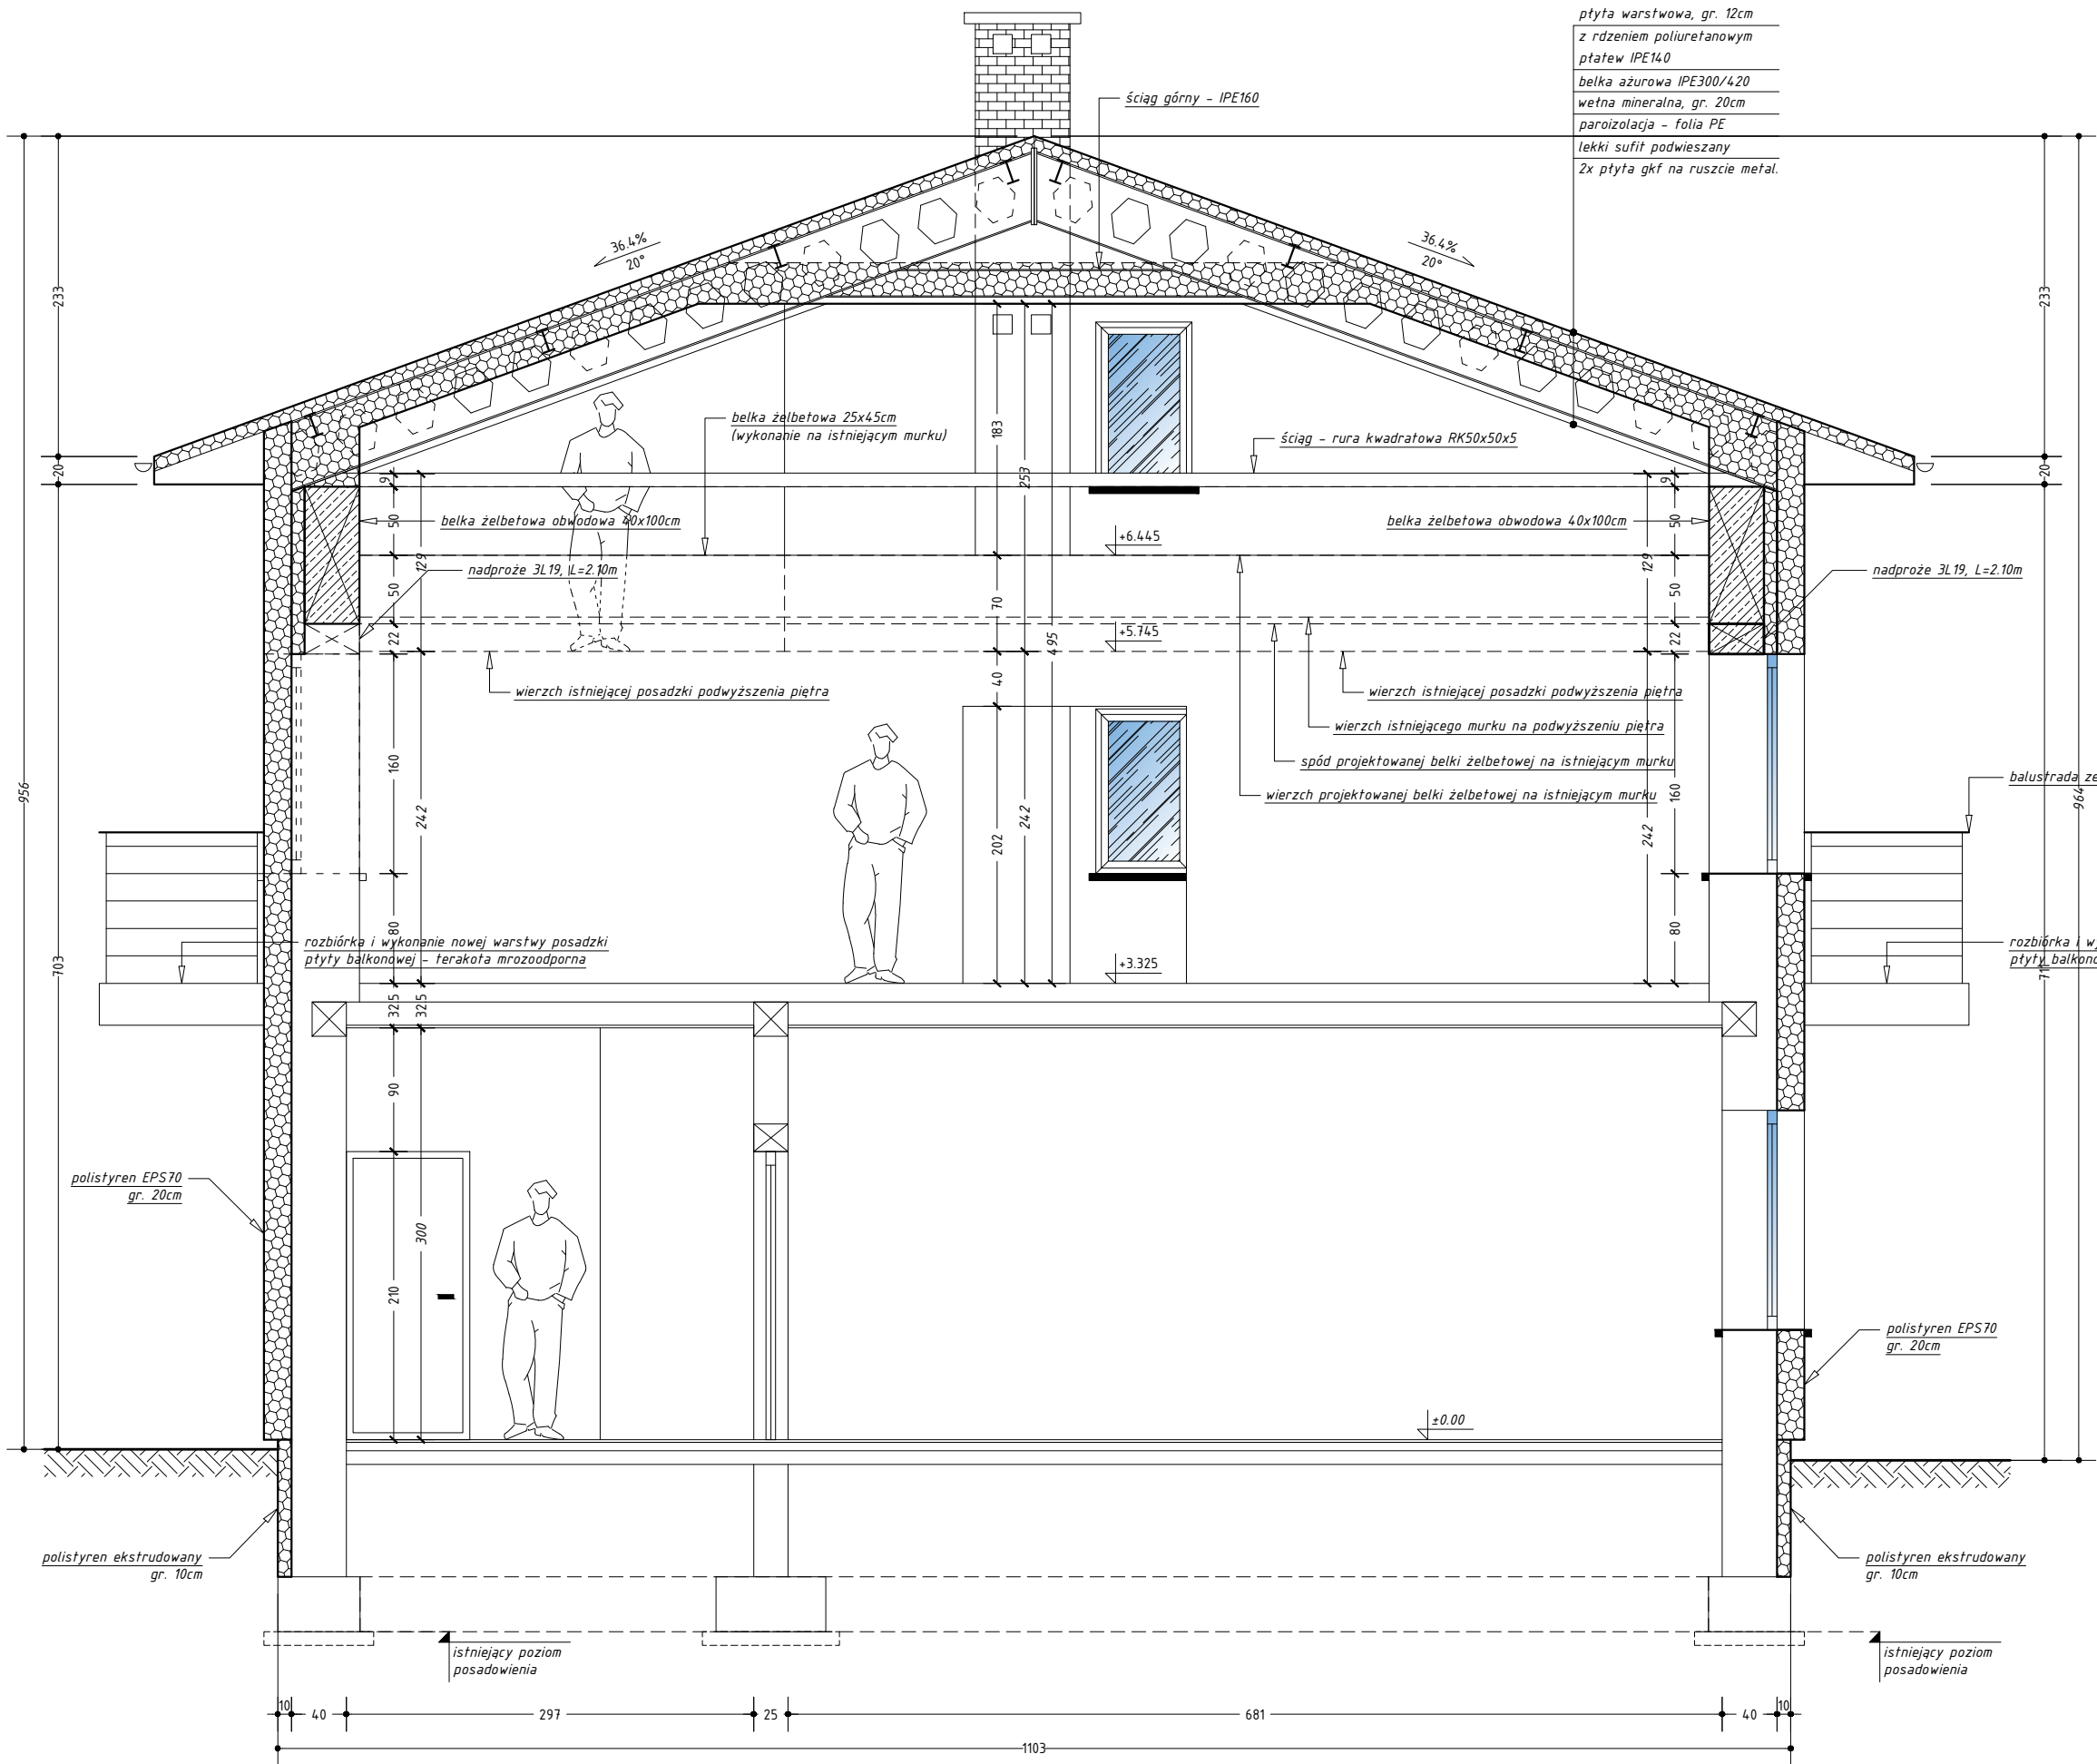 płyta warstwowa, gr. 12cm
z rdzeniem poliuretanowym
płatew IPE140
belka ażurowa IPE300/420
wełna mineralna, gr. 20cm
paroizolacja - folia PE
lekki sufit podwieszany
2x płyta gkf na ruszcie metal.
ściąg górny - IPE160
36.4%
20°
36.4%
20°
233
233
belka żelbetowa 25x45cm
(wykonanie na istniejącym murku)
183
253
ściąg - rura kwadratowa RK50x50x5
20
20
9
9
50
belka żelbetowa obwodowa 40x100cm
belka żelbetowa obwodowa 40x100cm
50
+6.445
129
129
nadproże 3L19, L=2.10m
nadproże 3L19, L=2.10m
50
70
50
22
+5.745
495
22
wierzch istniejącej posadzki podwyższenia piętra
40
wierzch istniejącej posadzki podwyższenia piętra
wierzch istniejącego murku na podwyższeniu piętra
160
spód projektowanej belki żelbetowej na istniejącym murku
balustrada ze
956
wierzch projektowanej belki żelbetowej na istniejącym murku
160
964
242
202
242
242
80
80
rozbiórka i wykonanie nowej warstwy posadzki
płyty balkonowej - terakota mrozoodporna
rozbiórka i w
płyty balkono
703
+3.325
711
325
325
90
polistyren EPS70
gr. 20cm
300
210
polistyren EPS70
gr. 20cm
±0.00
polistyren ekstrudowany
gr. 10cm
polistyren ekstrudowany
gr. 10cm
istniejący poziom
posadowienia
istniejący poziom
posadowienia
10
40
297
25
681
40
10
1103